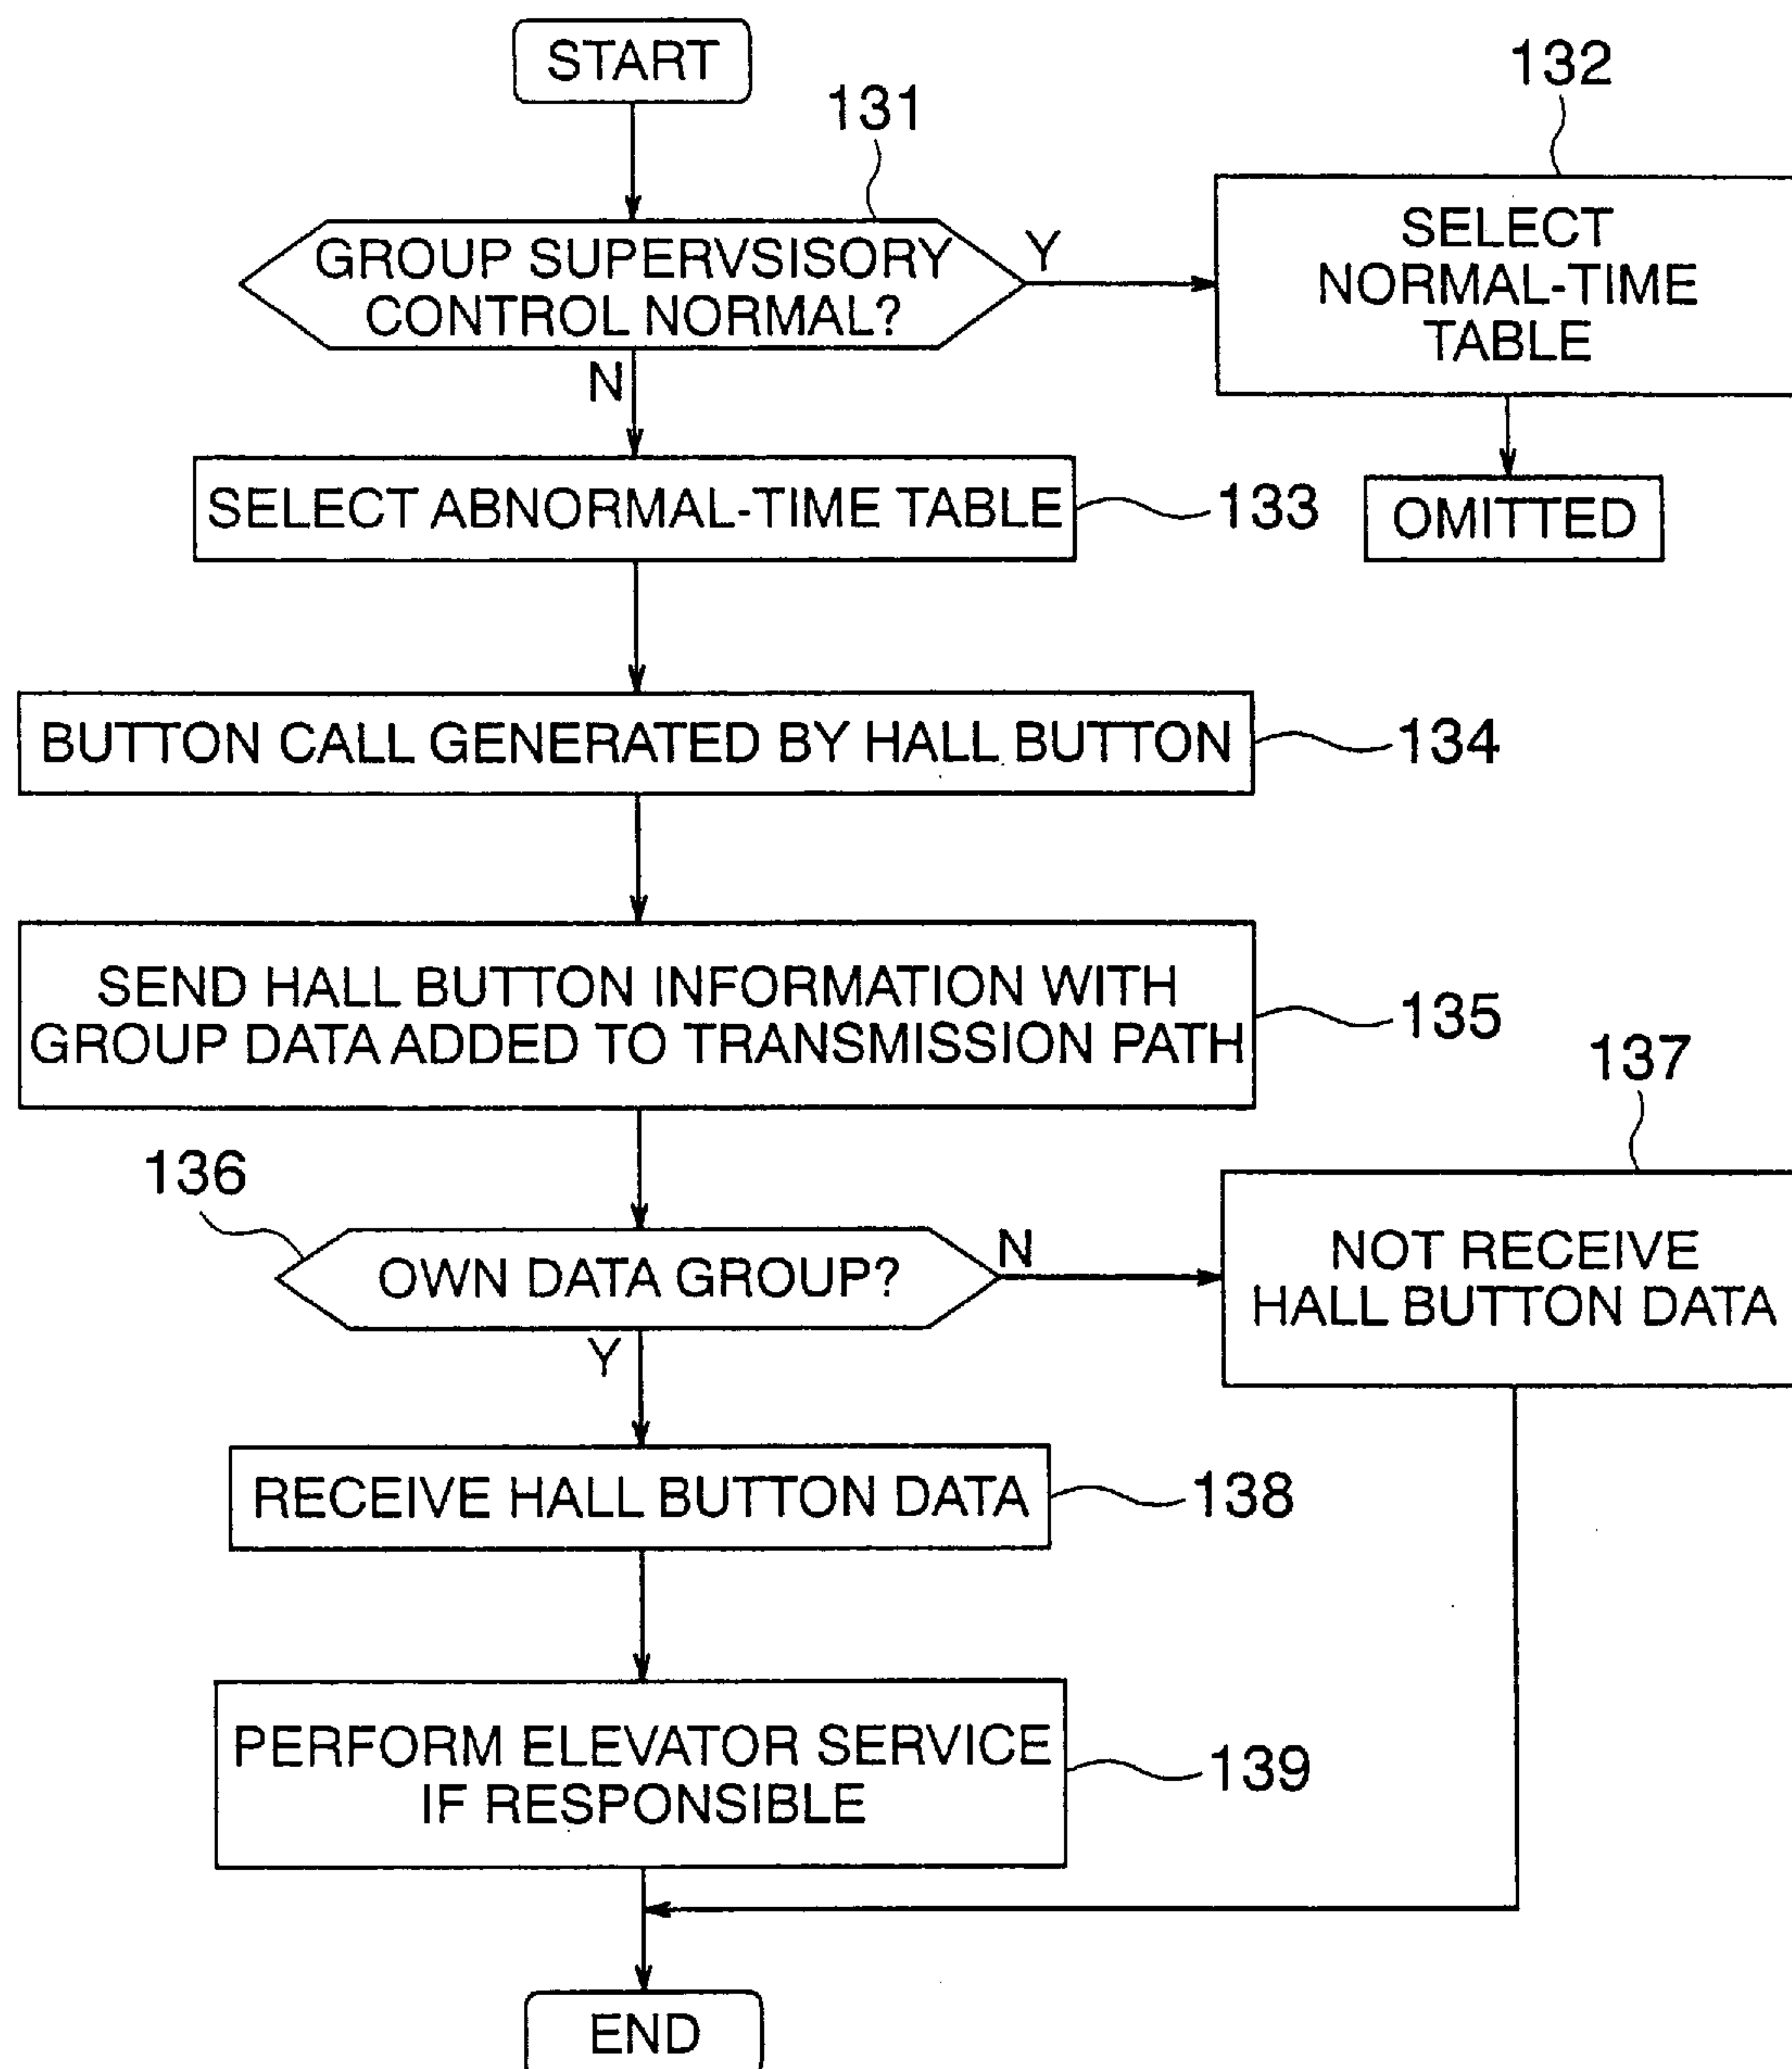 START
131
132
GROUP SUPERVSISORY
CONTROL NORMAL?
Y
SELECT
NORMAL-TIME
TABLE
N
SELECT ABNORMAL-TIME TABLE
133
OMITTED
BUTTON CALL GENERATED BY HALL BUTTON
134
SEND HALL BUTTON INFORMATION WITH
GROUP DATA ADDED TO TRANSMISSION PATH
135
137
136
OWN DATA GROUP?
N
NOT RECEIVE
HALL BUTTON DATA
Y
RECEIVE HALL BUTTON DATA
138
PERFORM ELEVATOR SERVICE
IF RESPONSIBLE
139
END